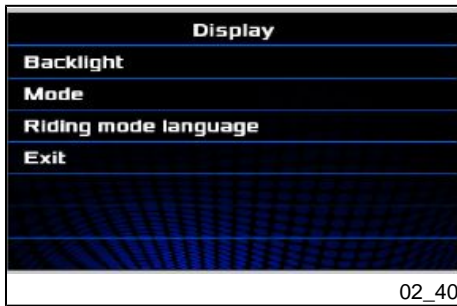 Display
Backlight
Mode
Riding mode language
Exit
02_40